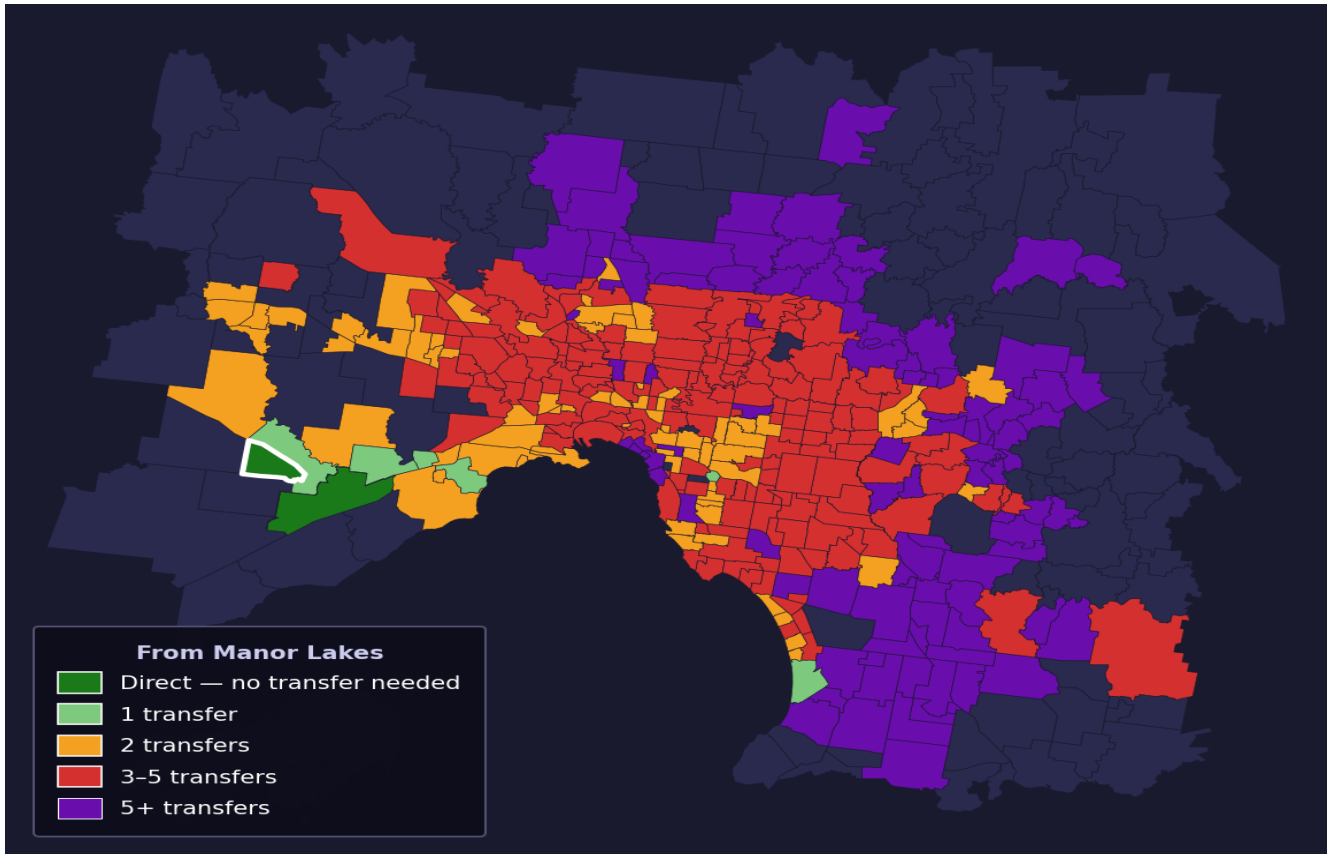 From Manor Lakes
Direct — no transfer needed
1 transfer
2 transfers
3–5 transfers
5+ transfers